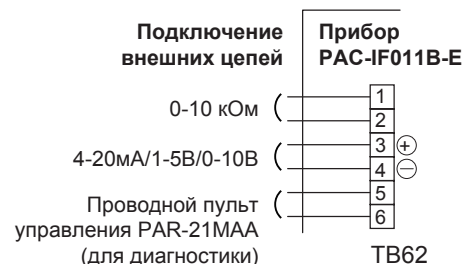 Подключение
внешних цепей
Прибор
PAC-IF011B-E
0-10 кОм
1
2
4-20мА/1-5В/0-10В
3 +
4 −
Проводной пульт
управления PAR-21MAA
(для диагностики)
5
6
TB62